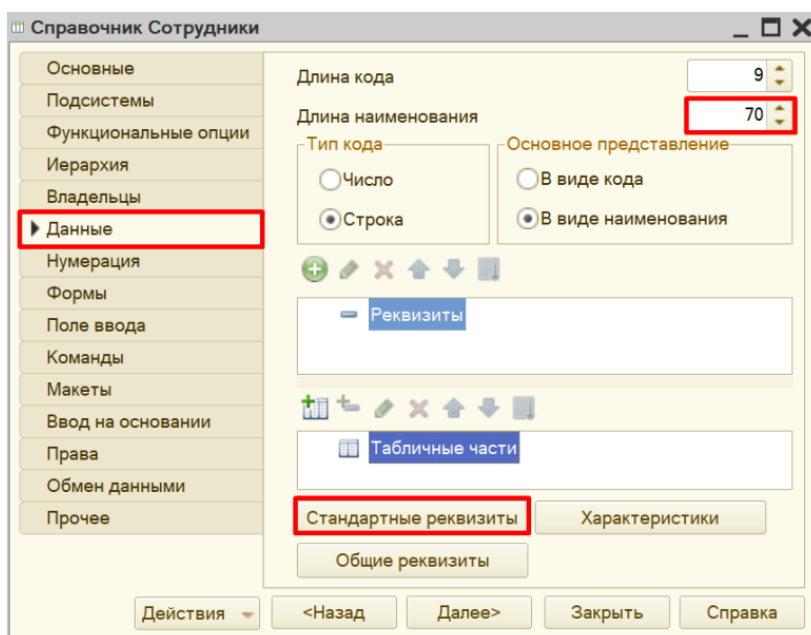 Справочник Сотрудники
Основные
Подсистемы
Функциональные опции
Иерархия
Владельцы
Данные
Нумерация
Формы
Поле ввода
Команды
Макеты
Ввод на основании
Права
Обмен данными
Прочее
Длина кода 9
Длина наименования 70
Тип кода
Число
Строка
Основное представление
В виде кода
В виде наименования
Реквизиты
Табличные части
Стандартные реквизиты Характеристики
Общие реквизиты
Действия <Назад Далее> Закрыть Справка